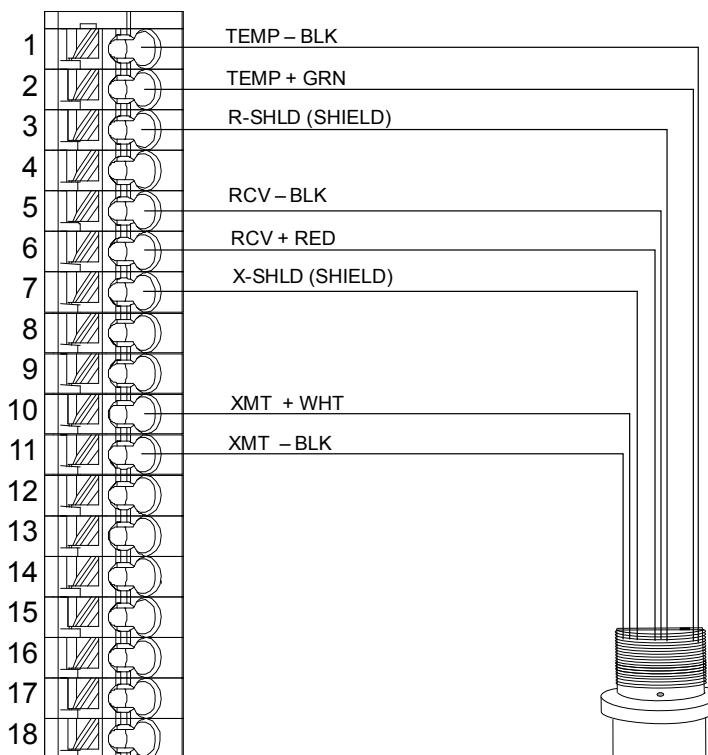 1 TEMP – BLK
2 TEMP + GRN
3 R-SHLD (SHIELD)
4
5 RCV – BLK
6 RCV + RED
7 X-SHLD (SHIELD)
8
9
10 XMT + WHT
11 XMT – BLK
12
13
14
15
16
17
18